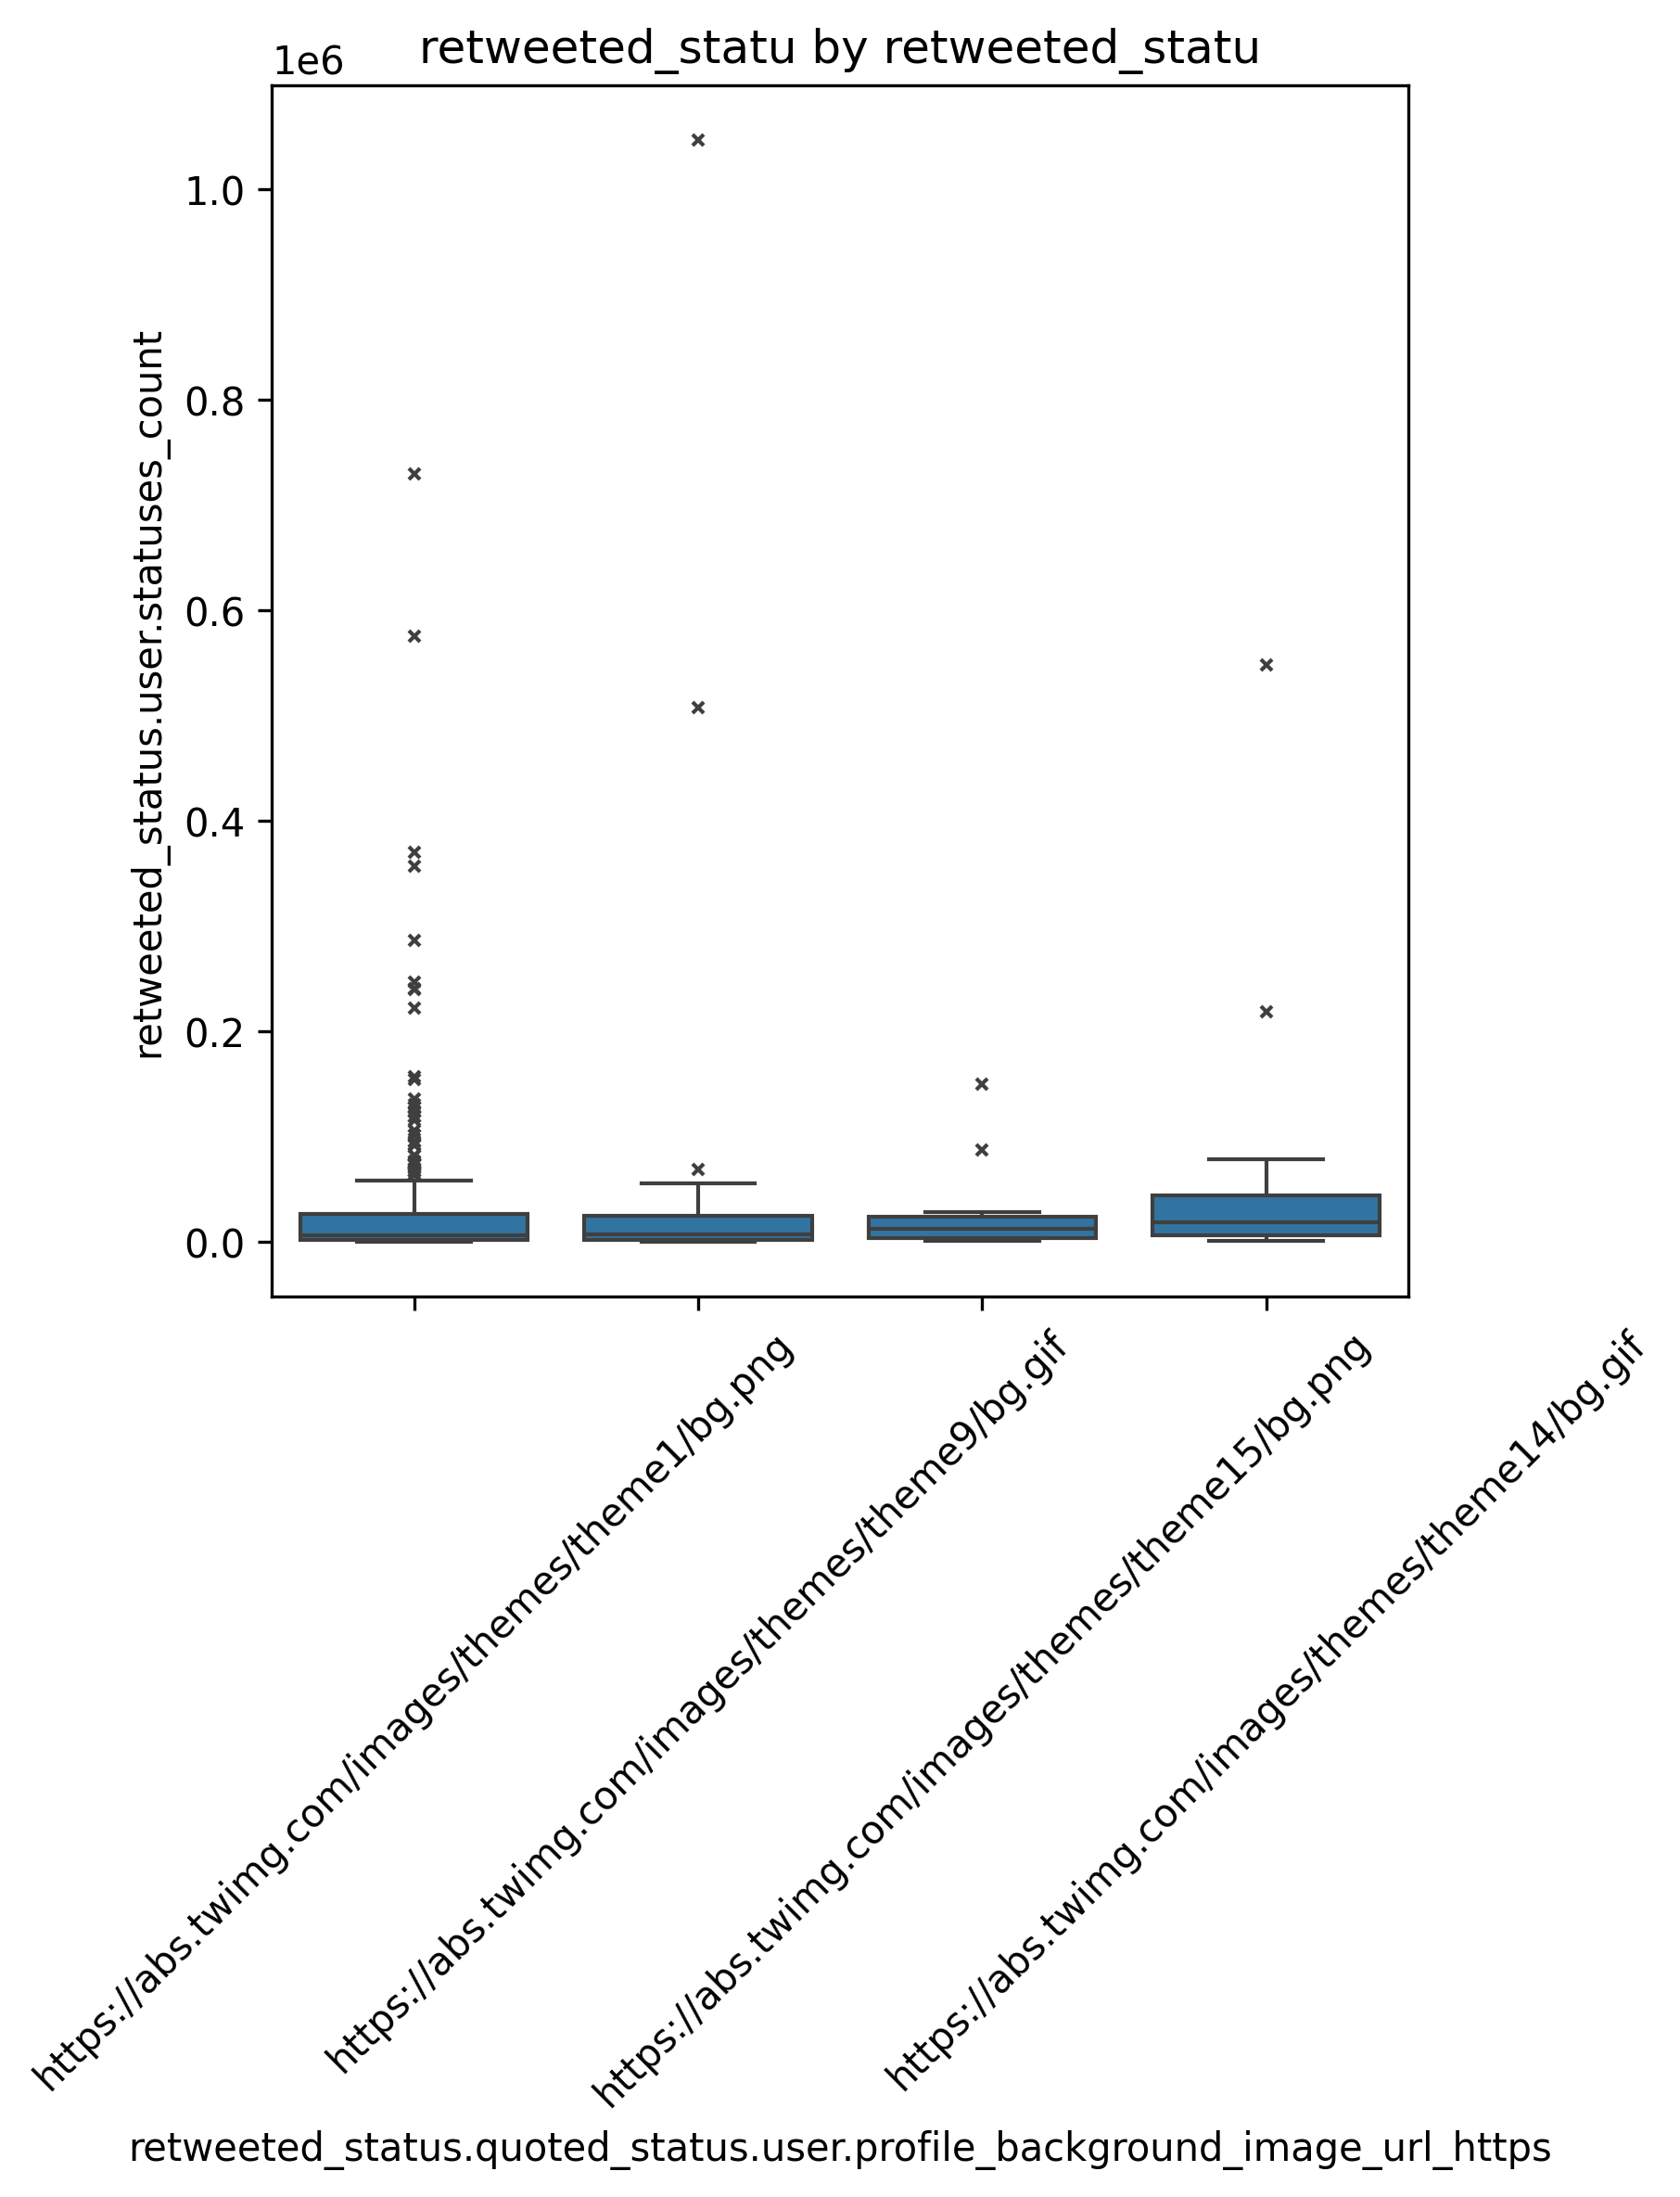 retweeted_statu by retweeted_statu
1e6
1.0
0.8
0.6
0.4
0.2
0.0
retweeted_status.user.statuses_count
https://abs.twimg.com/images/themes/theme1/bg.png
https://abs.twimg.com/images/themes/theme9/bg.gif
https://abs.twimg.com/images/themes/theme15/bg.png
https://abs.twimg.com/images/themes/theme14/bg.gif
retweeted_status.quoted_status.user.profile_background_image_url_https